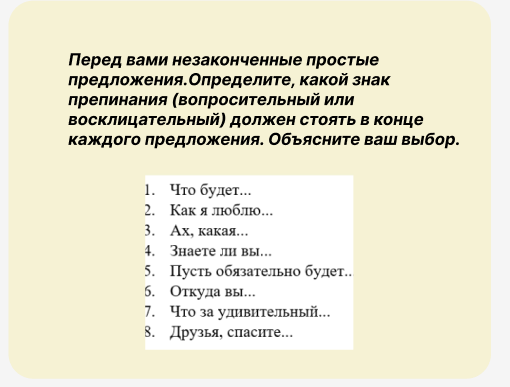 Перед вами незаконченные простые
предложения.Определите, какой знак
препинания (вопросительный или
восклицательный) должен стоять в конце
каждого предложения. Объясните ваш выбор.
1. Что будет...
2. Как я люблю...
3. Ах, какая...
4. Знаете ли вы...
5. Пусть обязательно будет..
6. Откуда вы...
7. Что за удивительный...
8. Друзья, спасите...